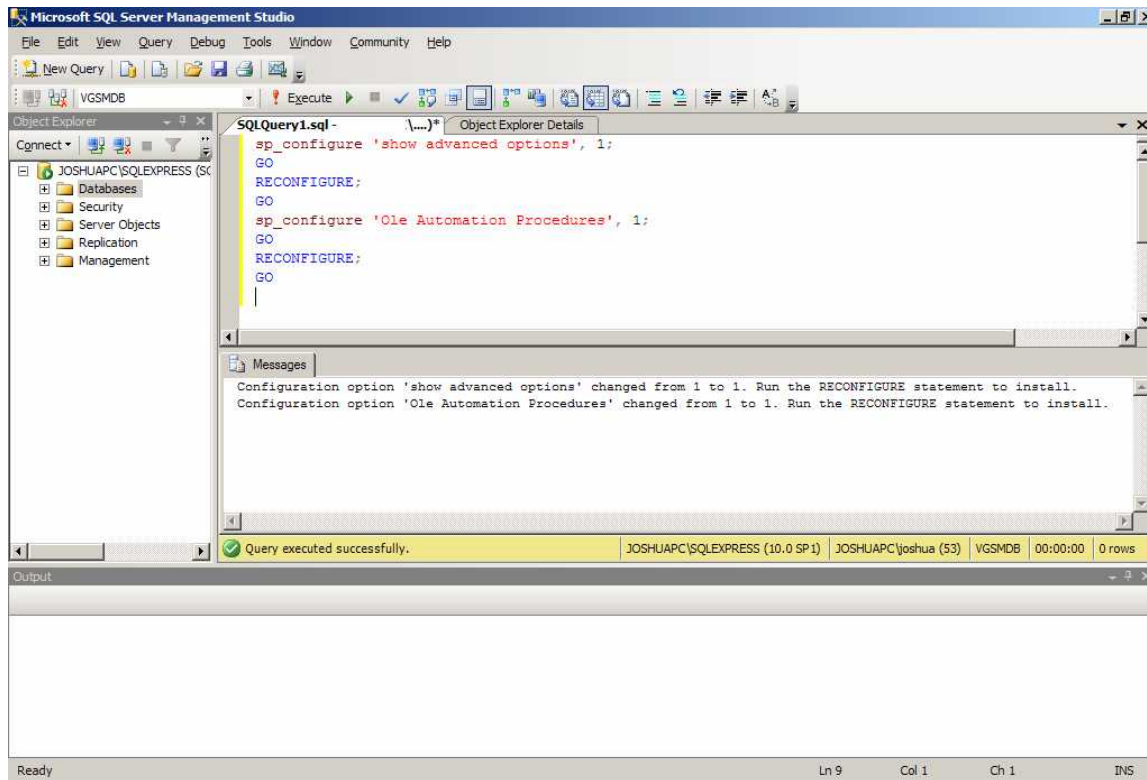 Microsoft SQL Server Management Studio
File Edit View Query Debug Tools Window Community Help
New Query
VGSMDB Execute
Object Explorer
Connect
JOSHUAPC\SQLEXPRESS (SC
Databases
Security
Server Objects
Replication
Management
SQLQuery1.sql - :\....)* Object Explorer Details
sp_configure 'show advanced options', 1;
GO
RECONFIGURE;
GO
sp_configure 'Ole Automation Procedures', 1;
GO
RECONFIGURE;
GO
Messages
Configuration option 'show advanced options' changed from 1 to 1. Run the RECONFIGURE statement to install.
Configuration option 'Ole Automation Procedures' changed from 1 to 1. Run the RECONFIGURE statement to install.
Query executed successfully. JOSHUAPC\SQLEXPRESS (10.0 SP1) JOSHUAPC\joshua (53) VGSMDB 00:00:00 0 rows
Output
Ready Ln 9 Col 1 Ch 1 INS